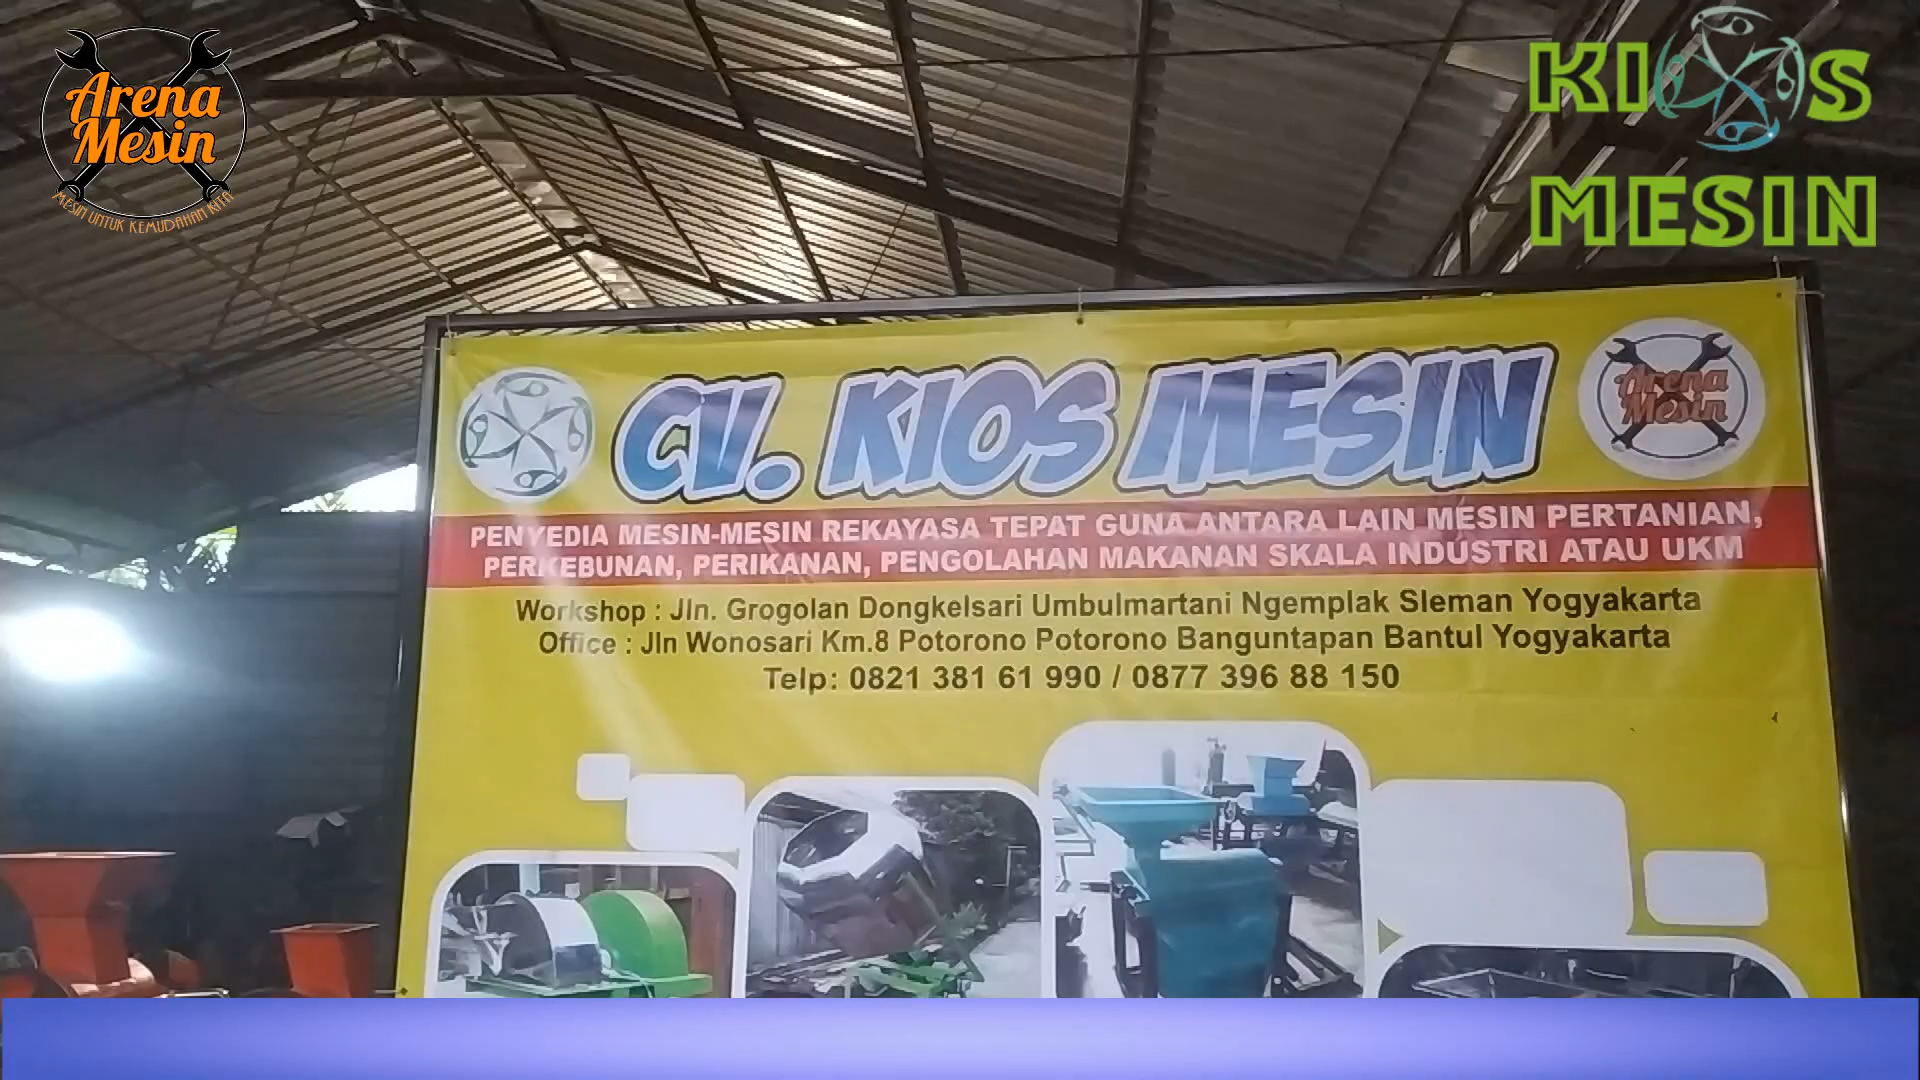 Arena
Mesin
MESIN UNTUK KEMUDAHAN KITA
KIOS
MESIN
CV. KIOS MESIN
Arena
Mesin
PENYEDIA MESIN-MESIN REKAYASA TEPAT GUNA ANTARA LAIN MESIN PERTANIAN,
PERKEBUNAN, PERIKANAN, PENGOLAHAN MAKANAN SKALA INDUSTRI ATAU UKM
Workshop : Jln. Grogolan Dongkelsari Umbulmartani Ngemplak Sleman Yogyakarta
Office : Jln Wonosari Km.8 Potorono Potorono Banguntapan Bantul Yogyakarta
Telp: 0821 381 61 990 / 0877 396 88 150